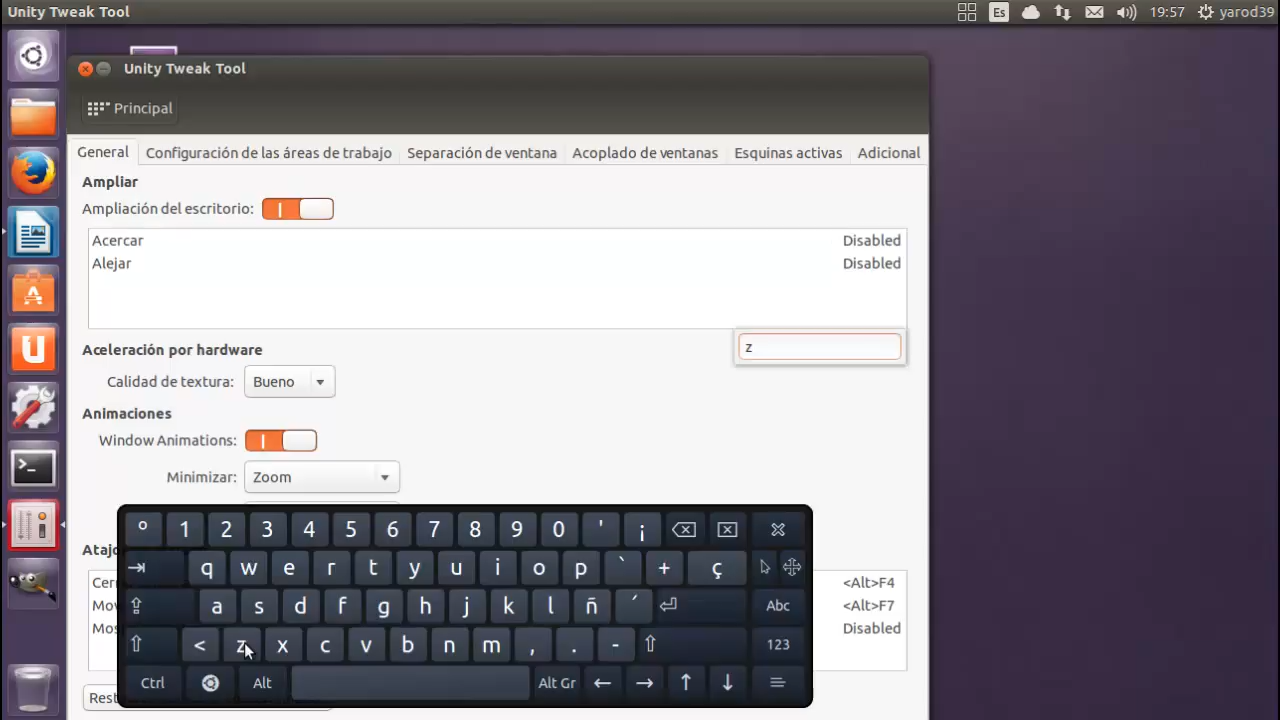 Unity Tweak Tool
Es
19:57
yarod39
Unity Tweak Tool
Principal
General
Configuración de las áreas de trabajo
Separación de ventana
Acoplado de ventanas
Esquinas activas
Adicional
Ampliar
Ampliación del escritorio:
Acercar Disabled
Alejar Disabled
z
Aceleración por hardware
Calidad de textura: Bueno
Animaciones
Window Animations:
Minimizar: Zoom
<Alt>F4
<Alt>F7
Disabled
º 1 2 3 4 5 6 7 8 9 0 ' ¡
q w e r t y u i o p ` + ç
a s d f g h j k l ñ ´ Abc
< z x c v b n m , . - 123
Ctrl Alt Alt Gr